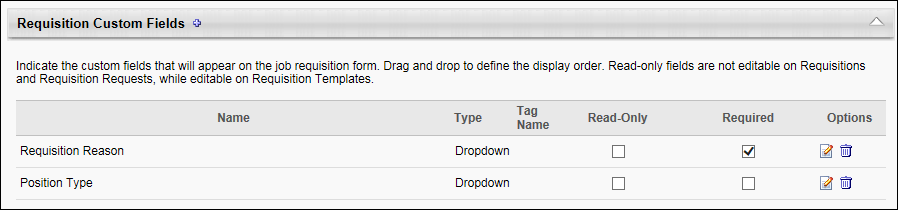 Requisition Custom Fields
Indicate the custom fields that will appear on the job requisition form. Drag and drop to define the display order. Read-only fields are not editable on Requisitions
and Requisition Requests, while editable on Requisition Templates.
Name Type Tag Name Read-Only Required Options
Requisition Reason Dropdown
Position Type Dropdown